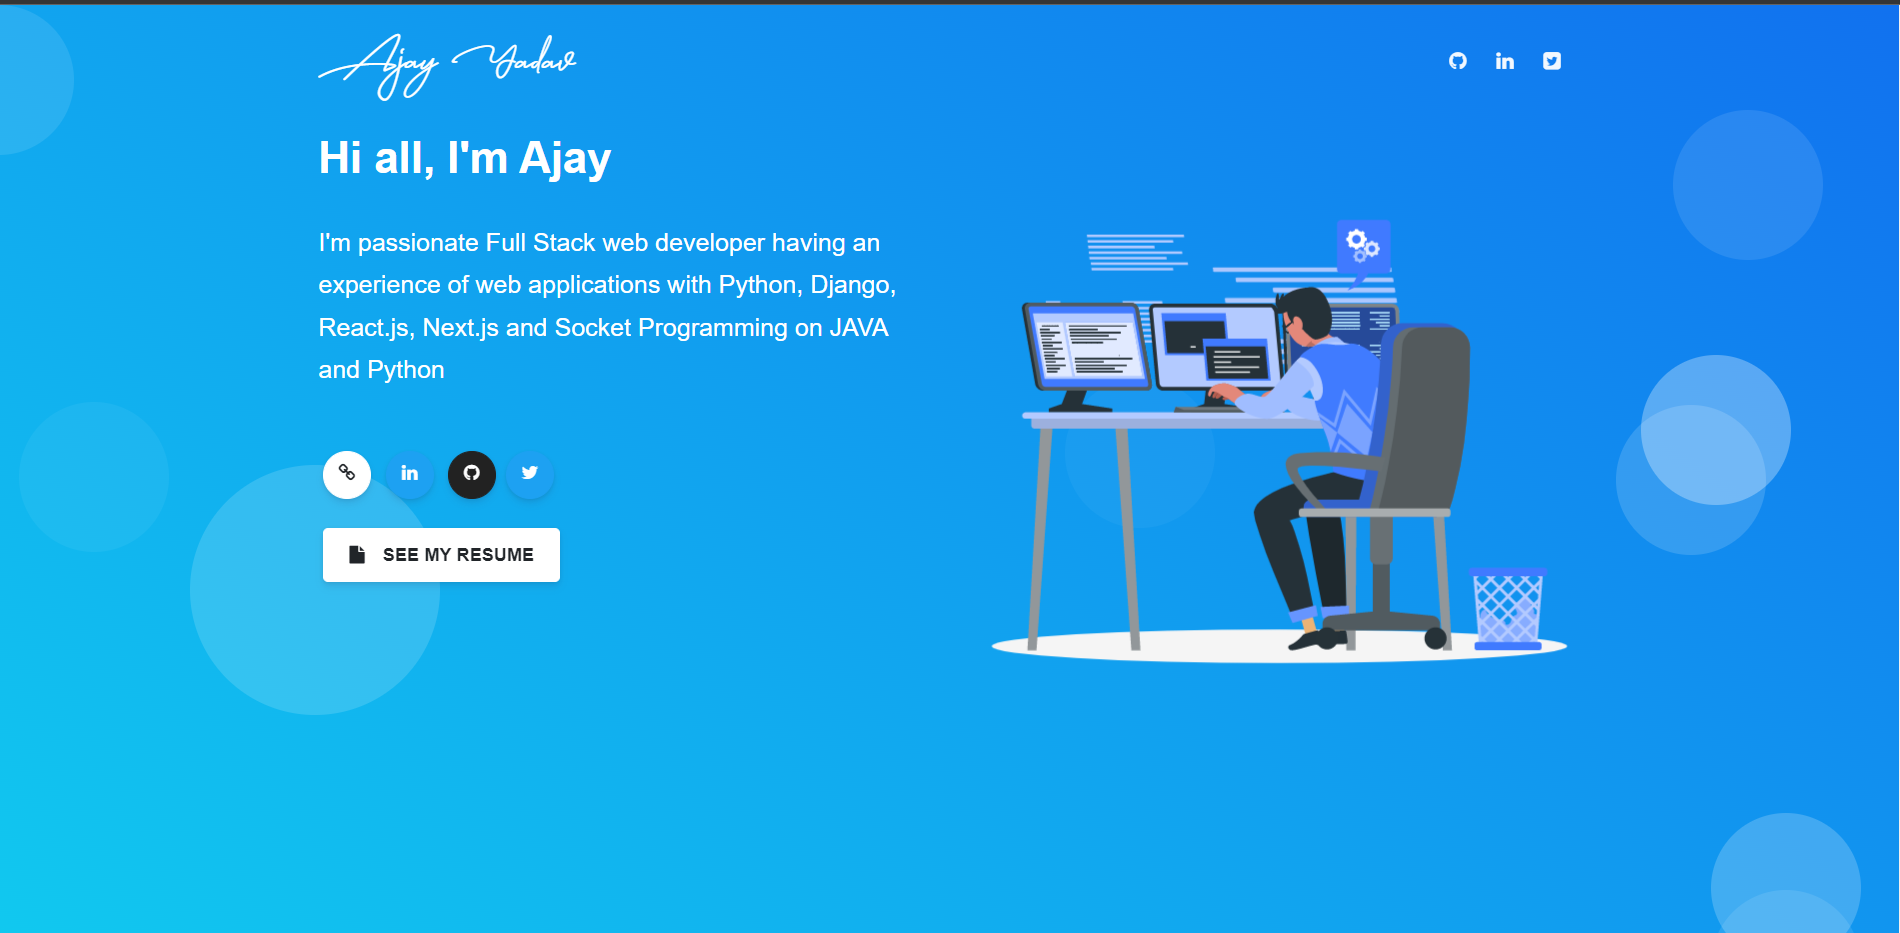 Ajay Yadav
Hi all, I'm Ajay
I'm passionate Full Stack web developer having an
experience of web applications with Python, Django,
React.js, Next.js and Socket Programming on JAVA
and Python
in
in
SEE MY RESUME